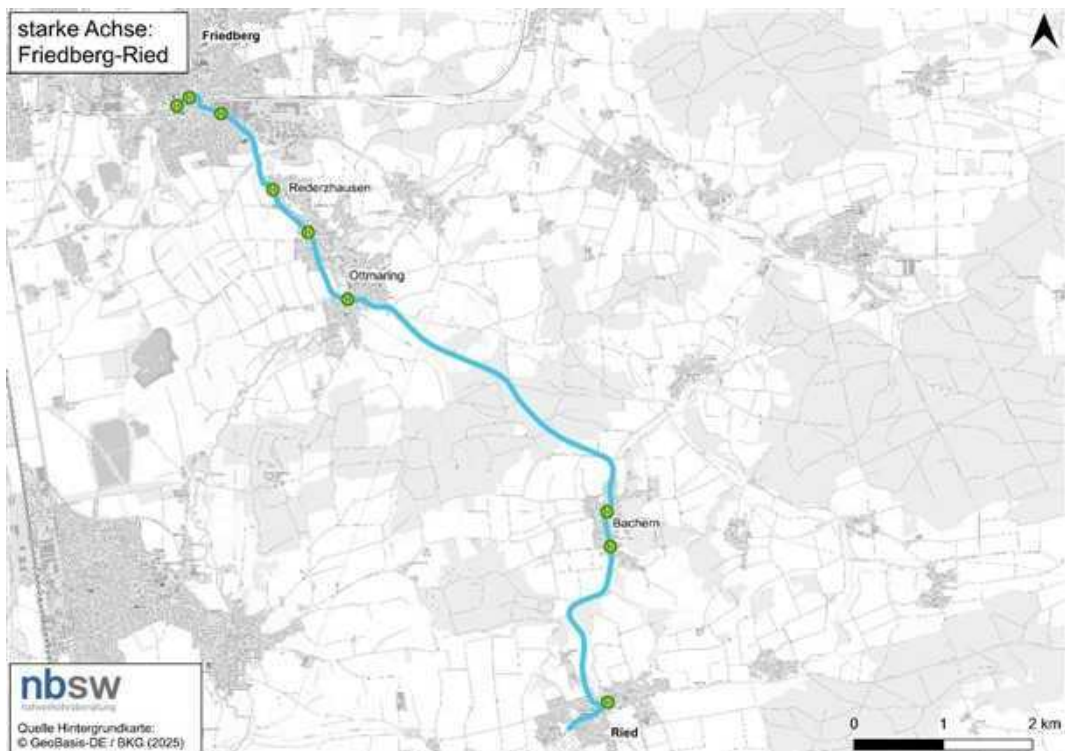 starke Achse:
Friedberg-Ried
Friedberg
Rederzhausen
Ottmaring
Bachern
Ried
nbsw
nahverkehrsberatung
Quelle Hintergrundkarte:
© GeoBasis-DE / BKG (2025)
0 1 2 km